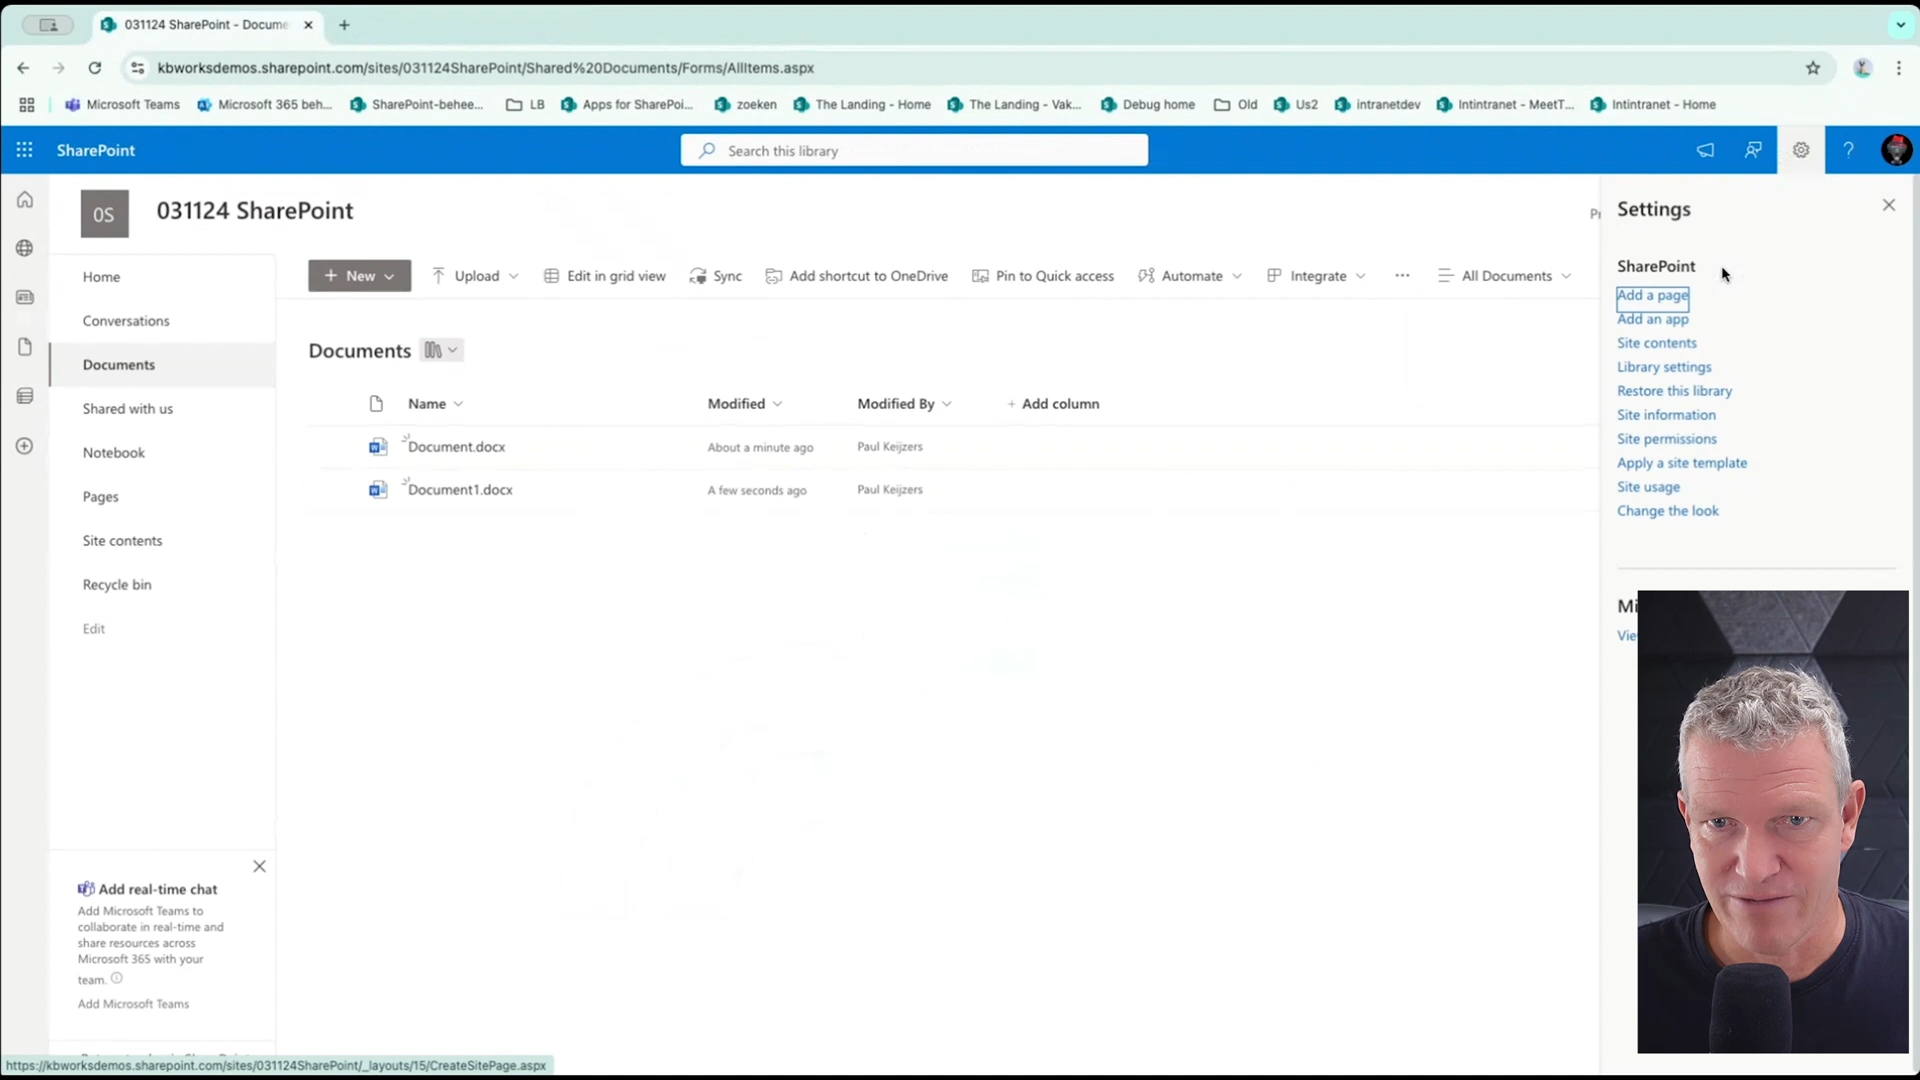 031124 SharePoint - Docume
kbworksdemos.sharepoint.com/sites/031124SharePoint/Shared%20Documents/Forms/AllItems.aspx
Microsoft Teams
Microsoft 365 beh...
SharePoint-behee...
LB
Apps for SharePoi...
zoeken
The Landing - Home
The Landing - Vak...
Debug home
Old
Us2
intranetdev
Intintranet - MeetT...
Intintranet - Home
SharePoint
Search this library
?
OS
031124 SharePoint
Pr
Home
Conversations
Documents
Shared with us
Notebook
Pages
Site contents
Recycle bin
Edit
+ New
Upload
Edit in grid view
Sync
Add shortcut to OneDrive
Pin to Quick access
Automate
Integrate
...
All Documents
Documents
Name
Modified
Modified By
+ Add column
Document.docx
About a minute ago
Paul Keijzers
Document1.docx
A few seconds ago
Paul Keijzers
Settings
SharePoint
Add a page
Add an app
Site contents
Library settings
Restore this library
Site information
Site permissions
Apply a site template
Site usage
Change the look
Mi
Vie
Add real-time chat
Add Microsoft Teams to
collaborate in real-time and
share resources across
Microsoft 365 with your
team.
Add Microsoft Teams
https://kbworksdemos.sharepoint.com/sites/031124SharePoint/_layouts/15/CreateSitePage.aspx